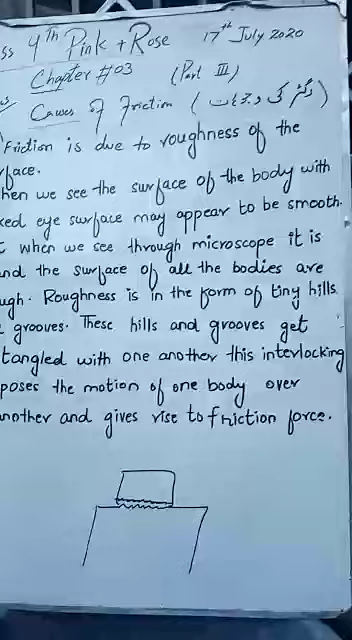 ss 4th Pink + Rose 17th July 2020
Chapter #03 (Part III)
Causes of Friction (رگڑ کی وجوہات)
Friction is due to roughness of the
rface.
hen we see the surface of the body with
ked eye surface may appear to be smooth.
t when we see through microscope it is
nd the surface of all the bodies are
ugh. Roughness is in the form of tiny hills
grooves. These hills and grooves get
tangled with one another this interlocking
poses the motion of one body over
nother and gives rise to friction force.